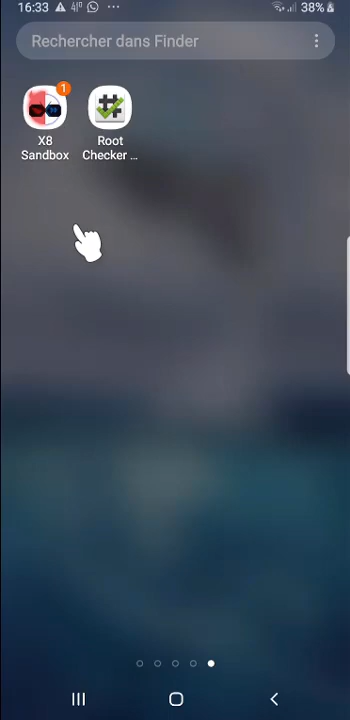 16:33
38%
Rechercher dans Finder
1
X8
Sandbox
Root
Checker ...